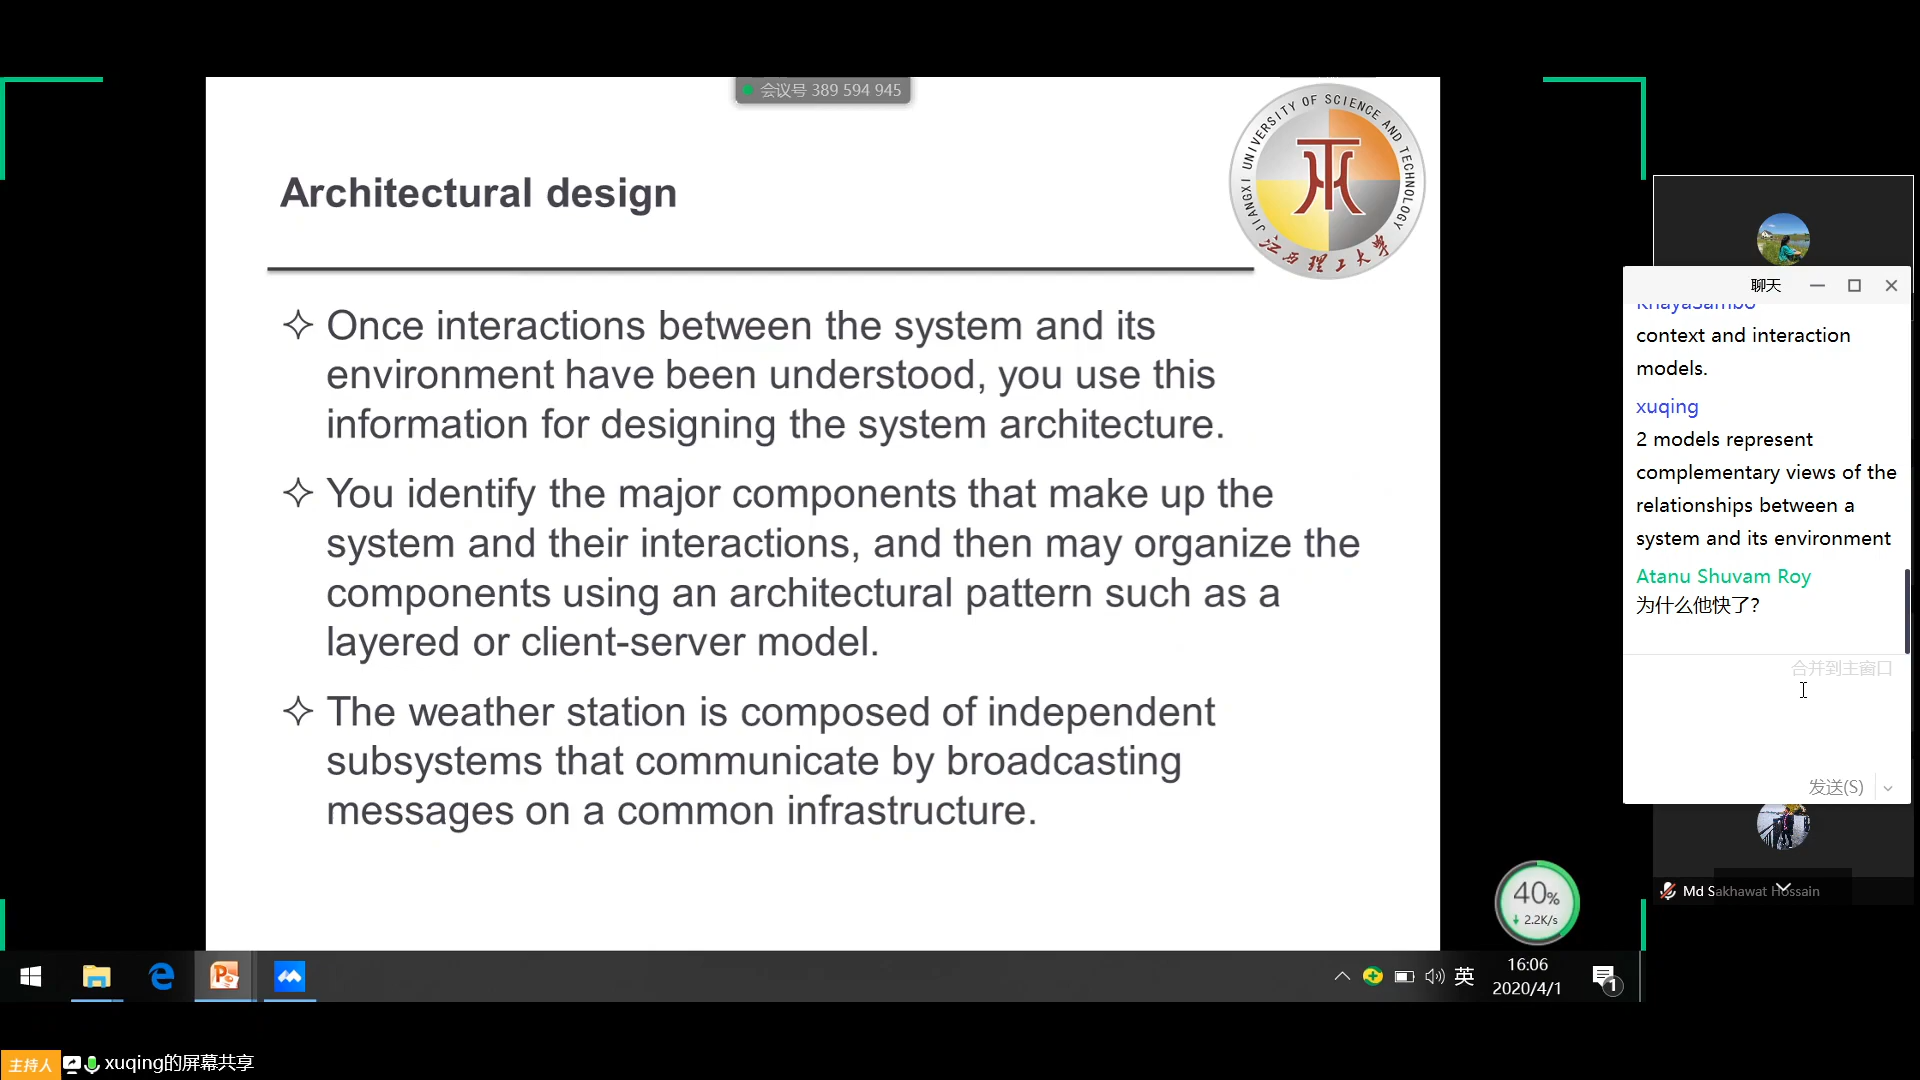 会议号 389 594 945
JIANGXI UNIVERSITY OF SCIENCE AND TECHNOLOGY
江西理工大学
Architectural design
Once interactions between the system and its
environment have been understood, you use this
information for designing the system architecture.
You identify the major components that make up the
system and their interactions, and then may organize the
components using an architectural pattern such as a
layered or client-server model.
The weather station is composed of independent
subsystems that communicate by broadcasting
messages on a common infrastructure.
聊天
KhayaSambo
context and interaction
models.
xuqing
2 models represent
complementary views of the
relationships between a
system and its environment
Atanu Shuvam Roy
为什么他快了?
合并到主窗口
发送(S)
Md Sakhawat Hossain
40%
2.2K/s
英
16:06
2020/4/1
1
主持人 xuqing的屏幕共享